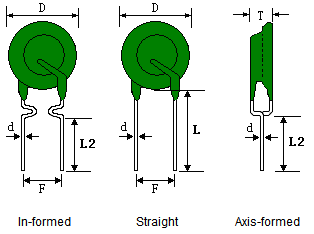 D
D
T
d
L2
F
d
L
F
d
L2
In-formed
Straight
Axis-formed